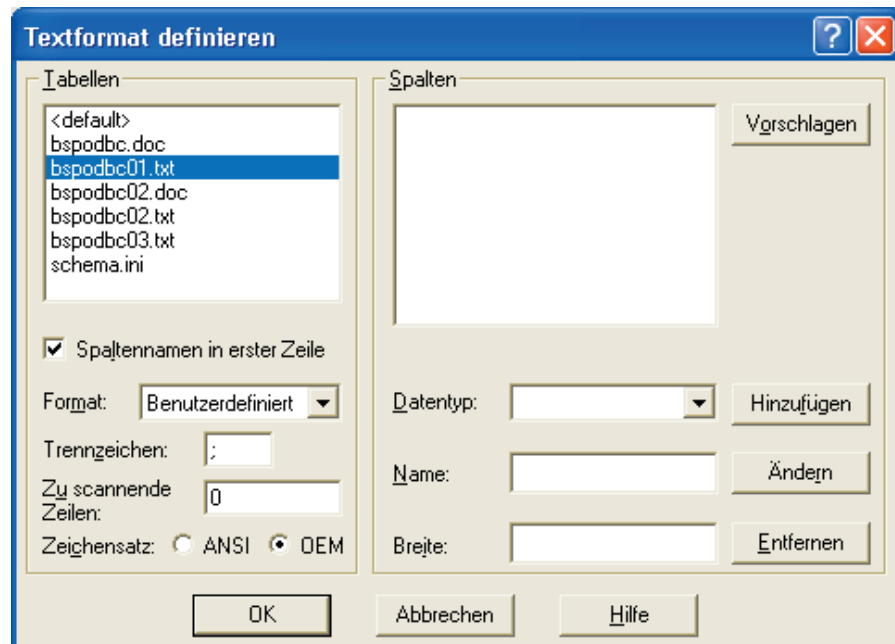 Textformat definieren
Tabellen
<default>
bspodbc.doc
bspodbc01.txt
bspodbc02.doc
bspodbc02.txt
bspodbc03.txt
schema.ini
Spaltennamen in erster Zeile
Format: Benutzerdefiniert
Trennzeichen: ;
Zu scannende
Zeilen: 0
Zeichensatz: ANSI OEM
Spalten
Vorschlagen
Datentyp: Hinzufügen
Name: Ändern
Breite: Entfernen
OK Abbrechen Hilfe